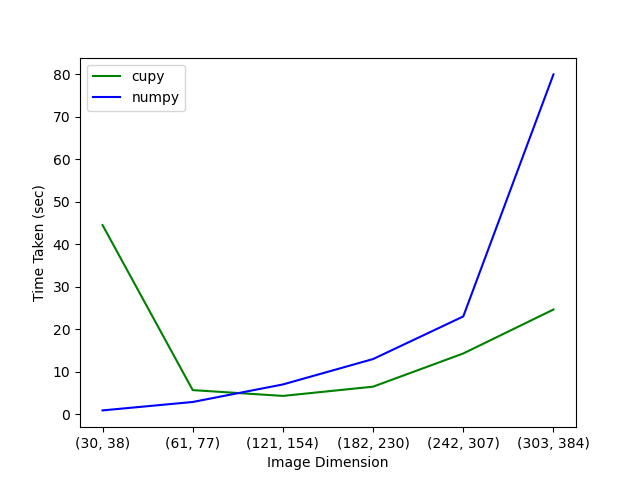 cupy
numpy
80
70
60
50
40
30
20
10
0
Time Taken (sec)
(30, 38) (61, 77) (121, 154) (182, 230) (242, 307) (303, 384)
Image Dimension